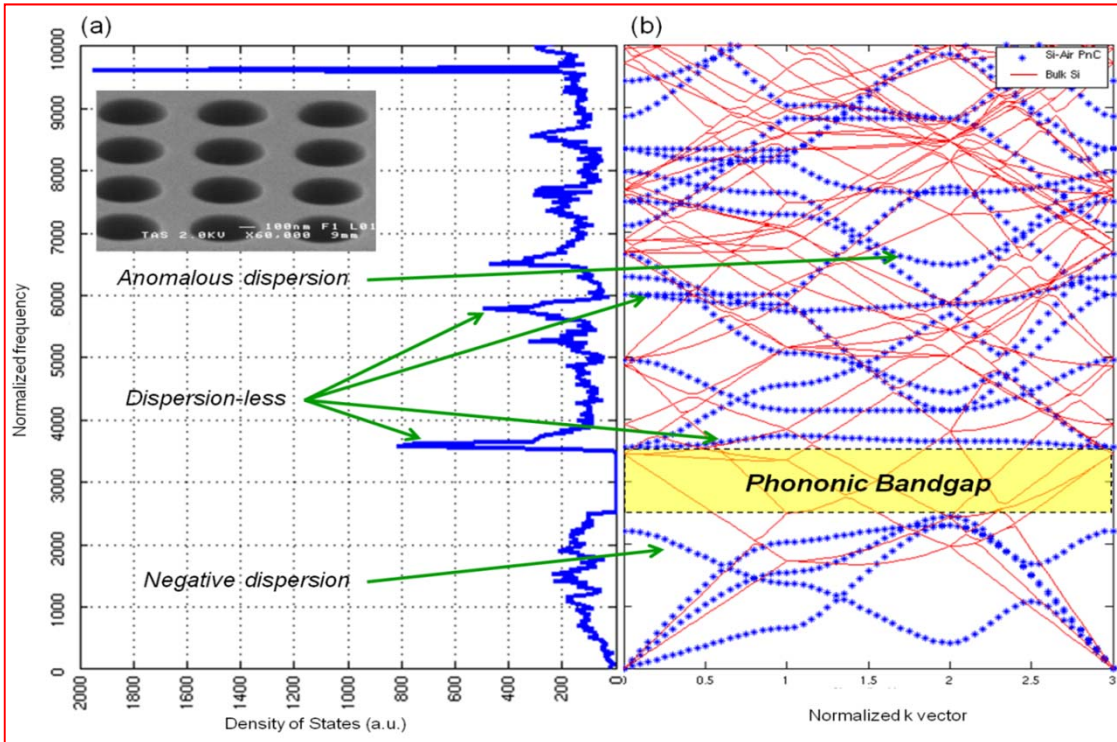 (a)
(b)
10000
9000
8000
7000
6000
5000
4000
3000
2000
1000
0
Normalized frequency
100nm F1 L01
TAS 2.0KV X60,000 9mm
Anomalous dispersion
Dispersion-less
Negative dispersion
2000
1800
1600
1400
1200
1000
800
600
400
200
0
Density of States (a.u.)
Si-Air PnC
Bulk Si
Phononic Bandgap
0
0.5
1
1.5
2
2.5
3
Normalized k vector